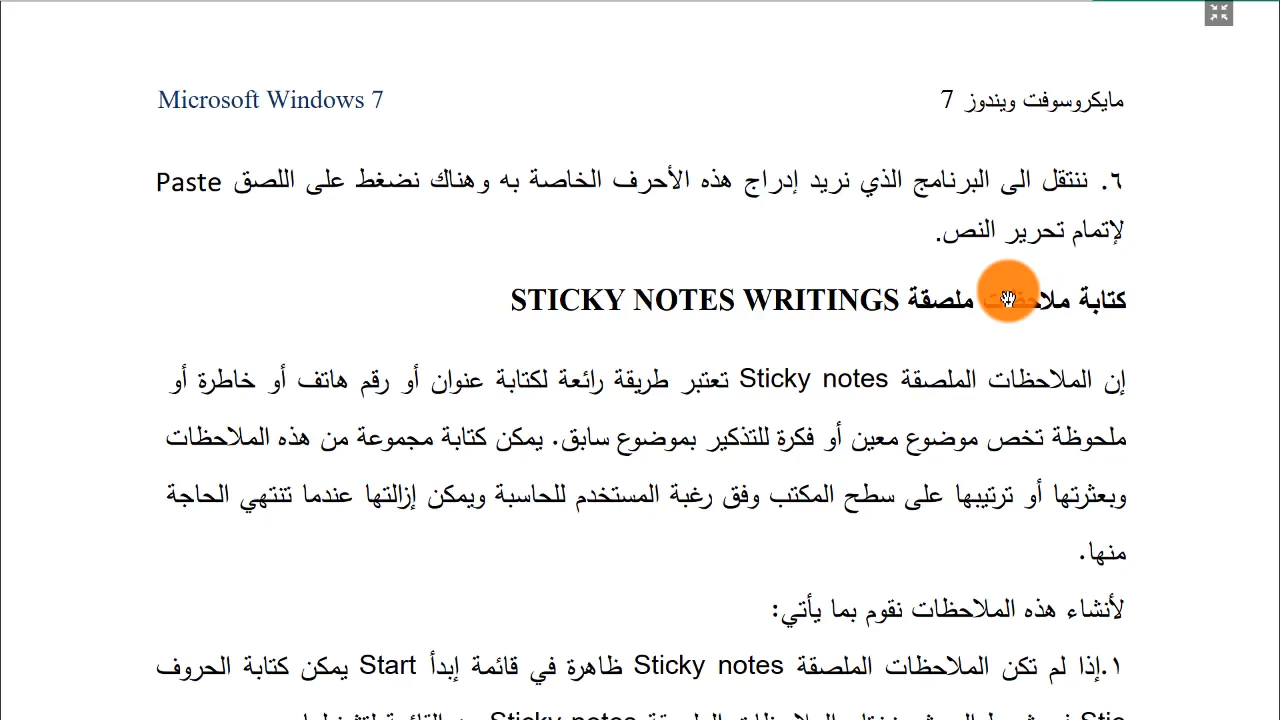 مايكروسوفت ويندوز 7 Microsoft Windows 7
٦. ننتقل الى البرنامج الذي نريد إدراج هذه الأحرف الخاصة به وهناك نضغط على اللصق Paste
لإتمام تحرير النص.
كتابة ملاحظات ملصقة STICKY NOTES WRITINGS
إن الملاحظات الملصقة Sticky notes تعتبر طريقة رائعة لكتابة عنوان أو رقم هاتف أو خاطرة أو
ملحوظة تخص موضوع معين أو فكرة للتذكير بموضوع سابق. يمكن كتابة مجموعة من هذه الملاحظات
وبعثرتها أو ترتيبها على سطح المكتب وفق رغبة المستخدم للحاسبة ويمكن إزالتها عندما تنتهي الحاجة
منها.
لأنشاء هذه الملاحظات نقوم بما يأتي:
١.إذا لم تكن الملاحظات الملصقة Sticky notes ظاهرة في قائمة إبدأ Start يمكن كتابة الحروف